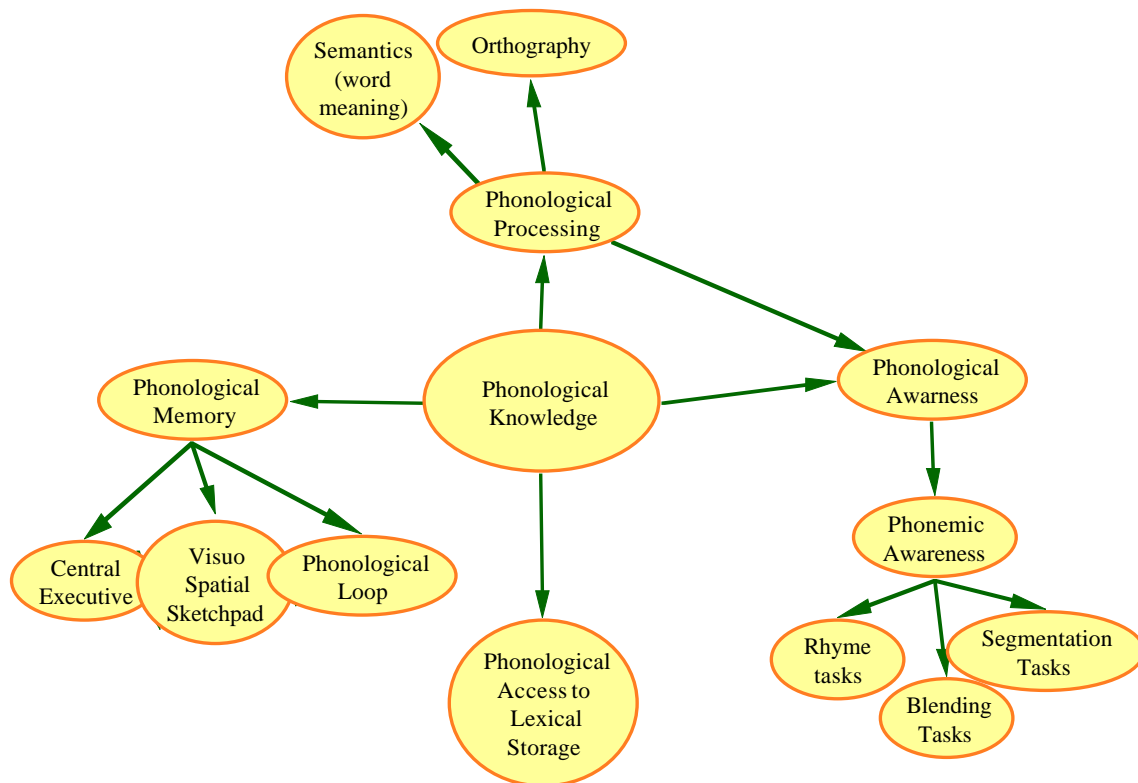 Semantics
(word
meaning)
Orthography
Phonological
Processing
Phonological
Memory
Phonological
Knowledge
Phonological
Awarness
Central
Executive
Visuo
Spatial
Sketchpad
Phonological
Loop
Phonemic
Awareness
Phonological
Access to
Lexical
Storage
Rhyme
tasks
Blending
Tasks
Segmentation
Tasks